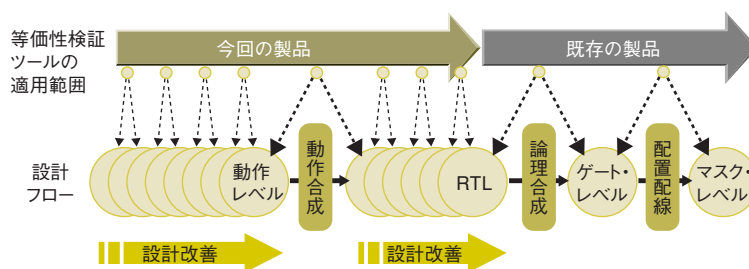 等価性検証
ツールの
適用範囲
今回の製品
既存の製品
設計
フロー
動作
レベル
動作合成
RTL
論理合成
ゲート・
レベル
配置配線
マスク・
レベル
設計改善
設計改善